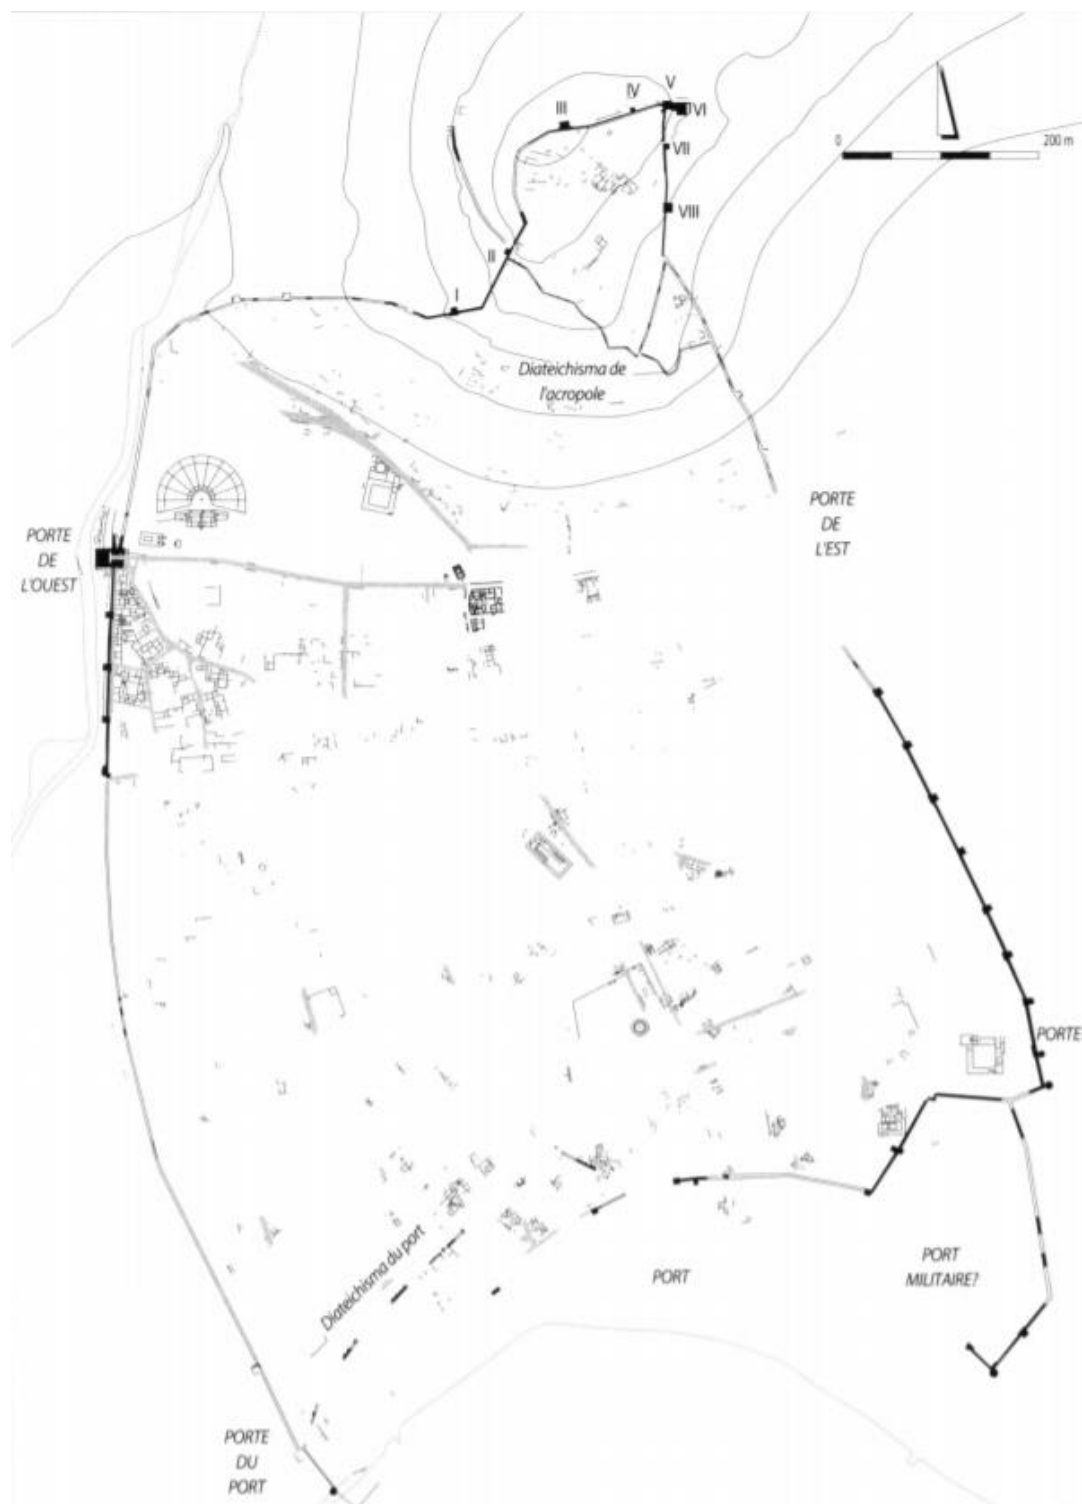 V
IV
III
VI
0
200 m
VII
VIII
II
I
Diateichisma de
l'acropole
PORTE
DE
L'EST
PORTE
DE
L'OUEST
PORTE
Diateichisma du port
PORT
PORT
MILITAIRE?
PORTE
DU
PORT